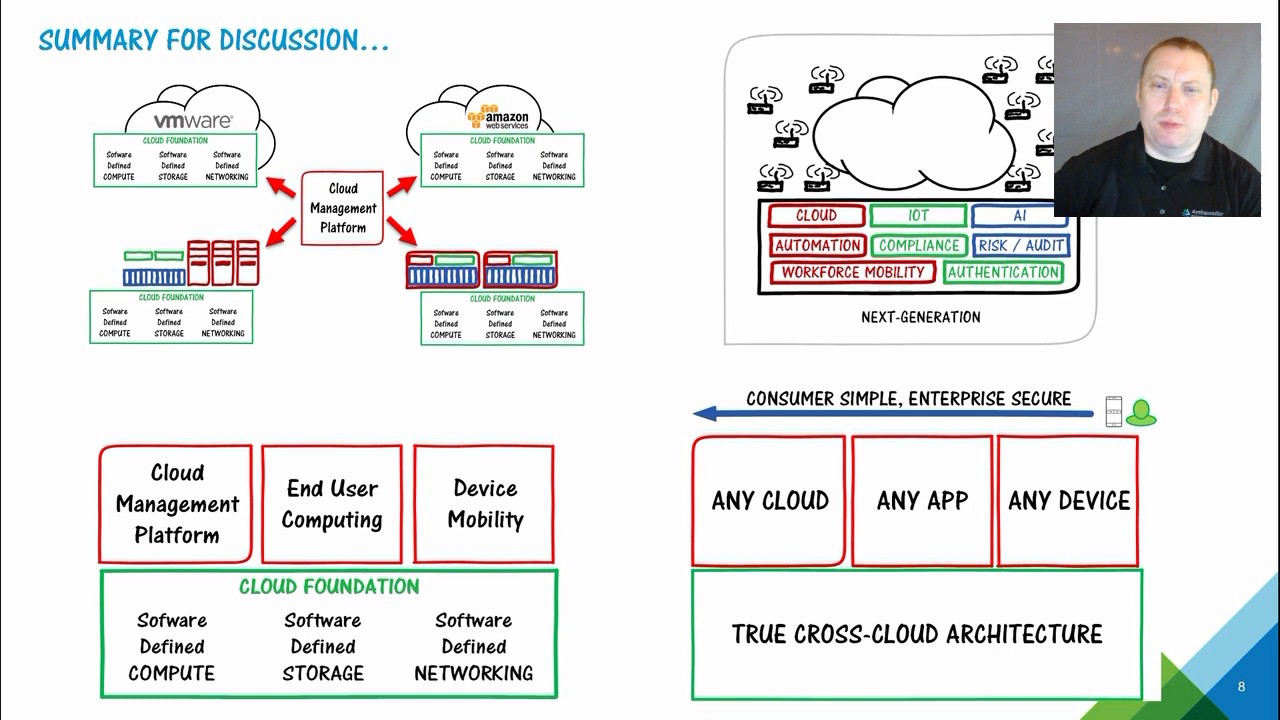 SUMMARY FOR DISCUSSION...
vmware®
CLOUD FOUNDATION
Sofware Software Software
Defined Defined Defined
COMPUTE STORAGE NETWORKING
amazon
web services
CLOUD FOUNDATION
Sofware Software Software
Defined Defined Defined
COMPUTE STORAGE NETWORKING
Cloud
Management
Platform
CLOUD FOUNDATION
Sofware Software Software
Defined Defined Defined
COMPUTE STORAGE NETWORKING
CLOUD FOUNDATION
Sofware Software Software
Defined Defined Defined
COMPUTE STORAGE NETWORKING
CLOUD IOT AI
AUTOMATION COMPLIANCE RISK / AUDIT
WORKFORCE MOBILITY AUTHENTICATION
NEXT-GENERATION
Ambassador
Cloud
Management
Platform
End User
Computing
Device
Mobility
CLOUD FOUNDATION
Sofware Software Software
Defined Defined Defined
COMPUTE STORAGE NETWORKING
CONSUMER SIMPLE, ENTERPRISE SECURE
ANY CLOUD ANY APP ANY DEVICE
TRUE CROSS-CLOUD ARCHITECTURE
8